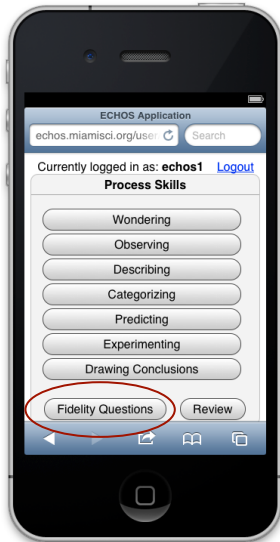 ECHOS Application
echos.miamisci.org/user Search
Currently logged in as: echos1 Logout
Process Skills
Wondering
Observing
Describing
Categorizing
Predicting
Experimenting
Drawing Conclusions
Fidelity Questions Review